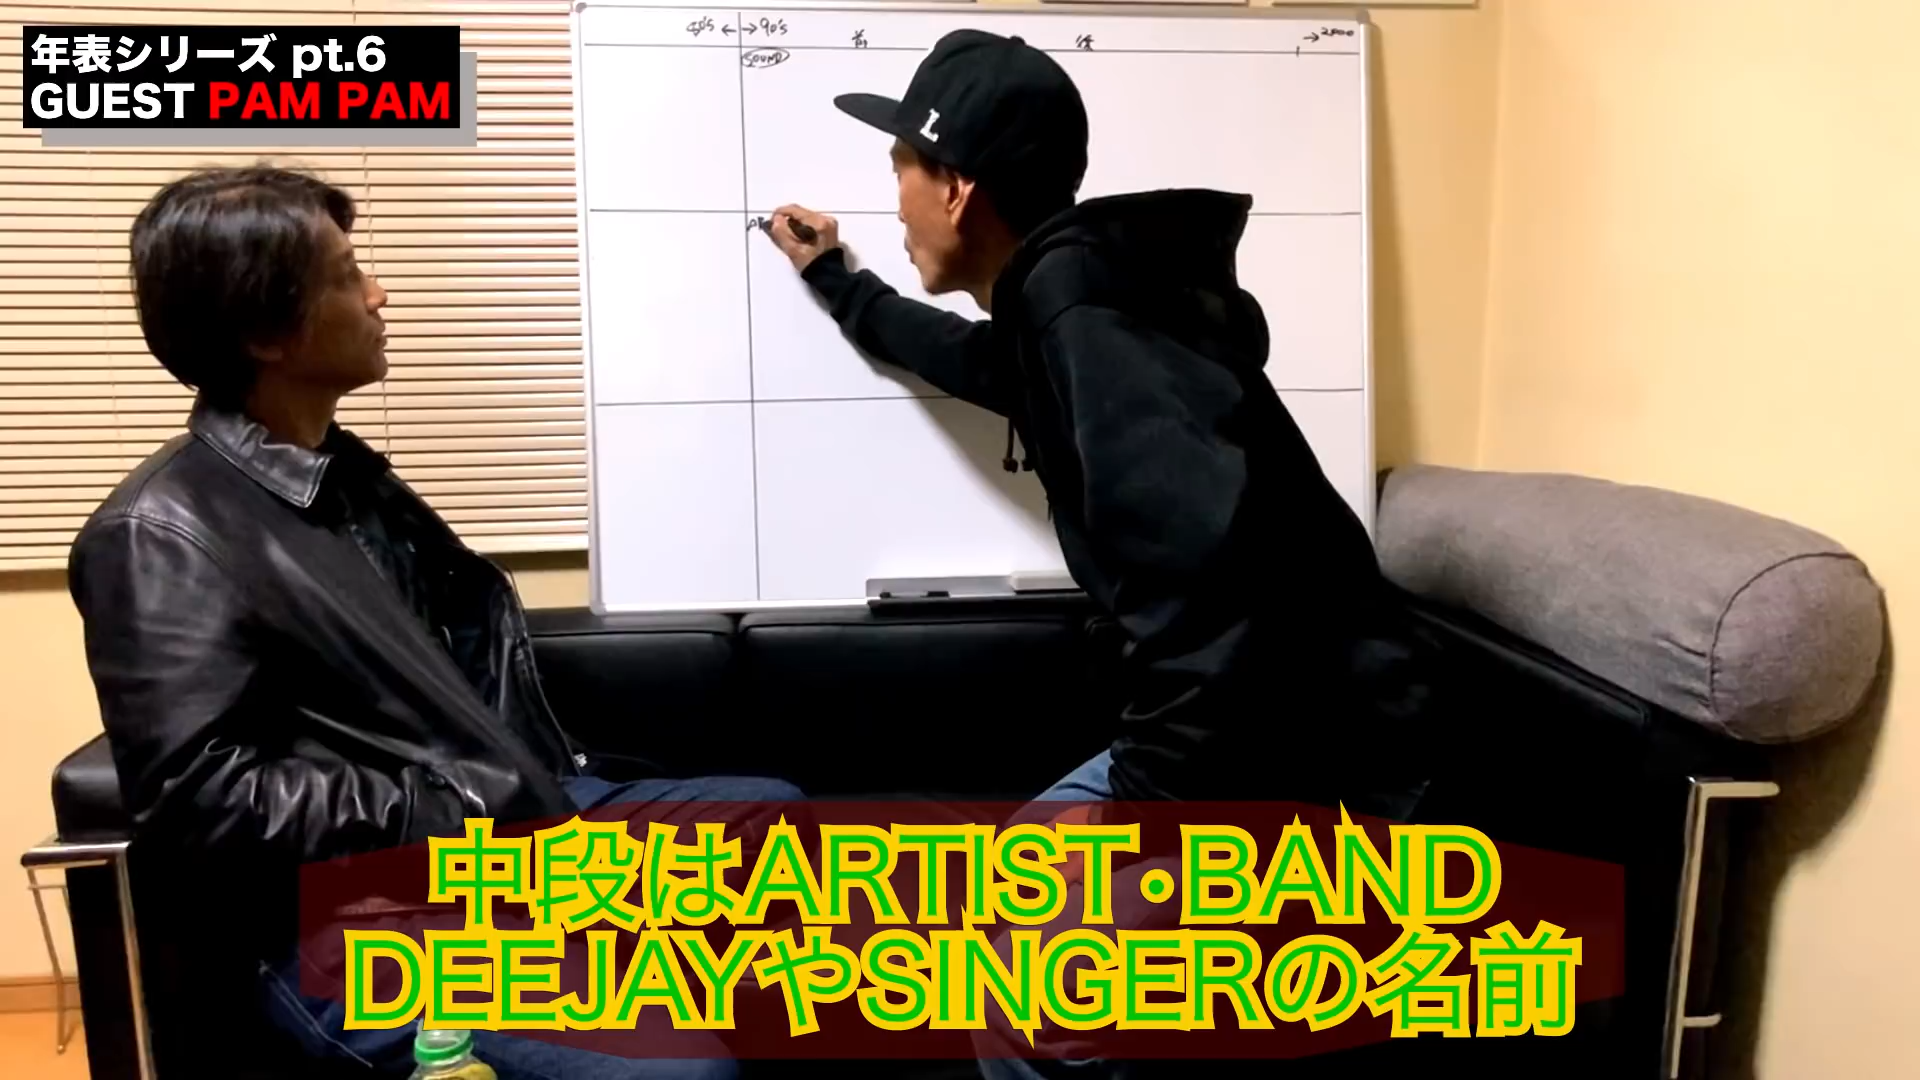 年表シリーズ pt.6
GUEST PAM PAM
80's ← → 90's 前 後 → 2000
SOUND
L
中段はARTIST・BAND
DEEJAYやSINGERの名前